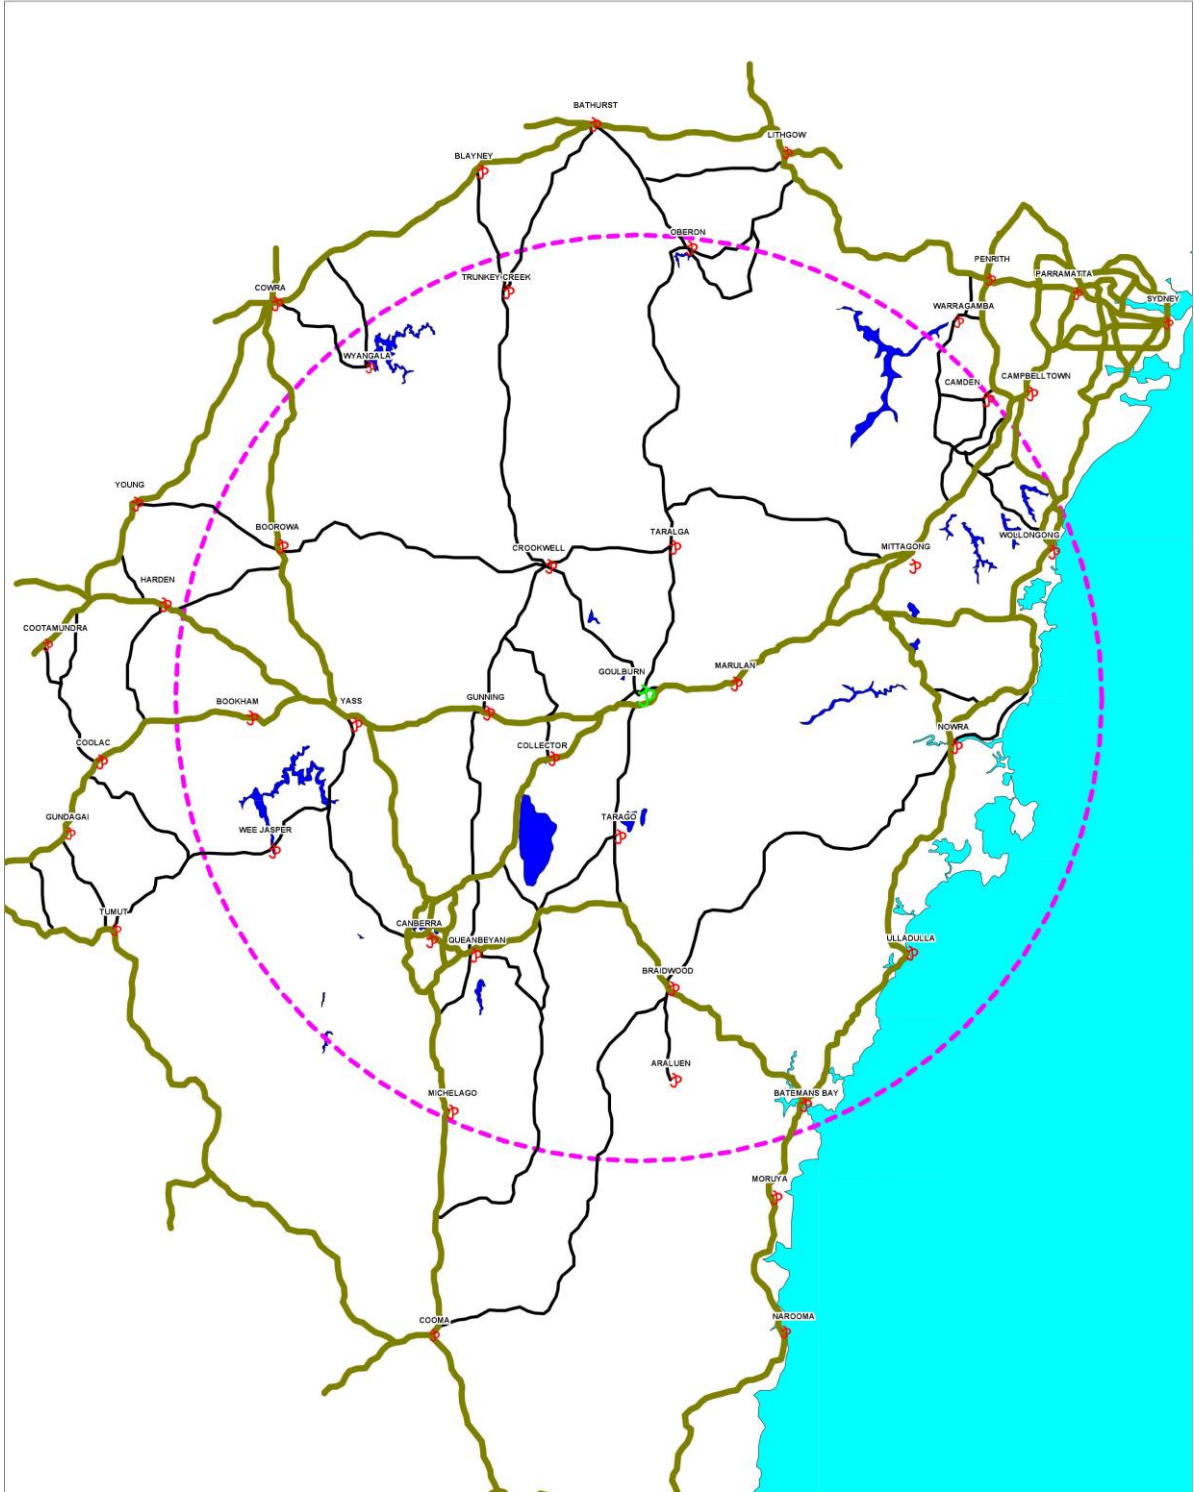 BATHURST
LITHGOW
BLAYNEY
OBERON
PENRITH
PARRAMATTA
TRUNKEY CREEK
COWRA
SYDNEY
WARRAGAMBA
WYANGALA
CAMPBELLTOWN
CAMDEN
YOUNG
BOOROWA
TARALGA
WOLLONGONG
CROOKWELL
MITTAGONG
HARDEN
COOTAMUNDRA
MARULAN
GOULBURN
GUNNING
YASS
BOOKHAM
NOWRA
COOLAC
COLLECTOR
GUNDAGAI
TARAGO
WEE JASPER
TUMUT
CANBERRA
QUEANBEYAN
ULLADULLA
BRAIDWOOD
ARALUEN
MICHELAGO
BATEMANS BAY
MORUYA
NAROOMA
COOMA